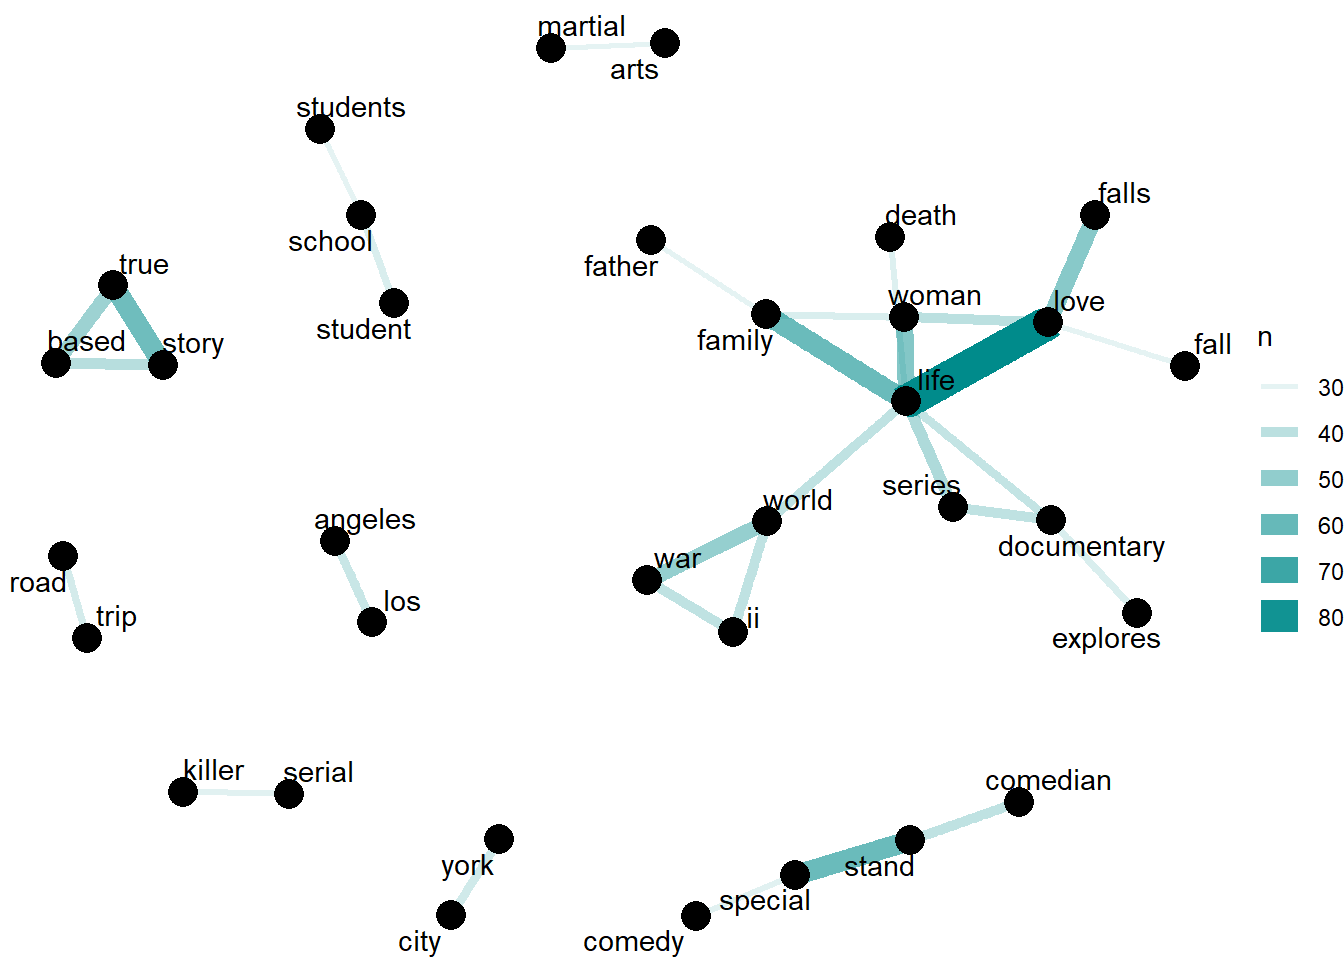 martial
arts
students
school
student
true
based
story
father
death
falls
woman
love
family
fall
life
n
30
40
50
60
70
80
series
world
documentary
war
ii
explores
angeles
los
road
trip
killer
serial
york
city
comedian
stand
special
comedy